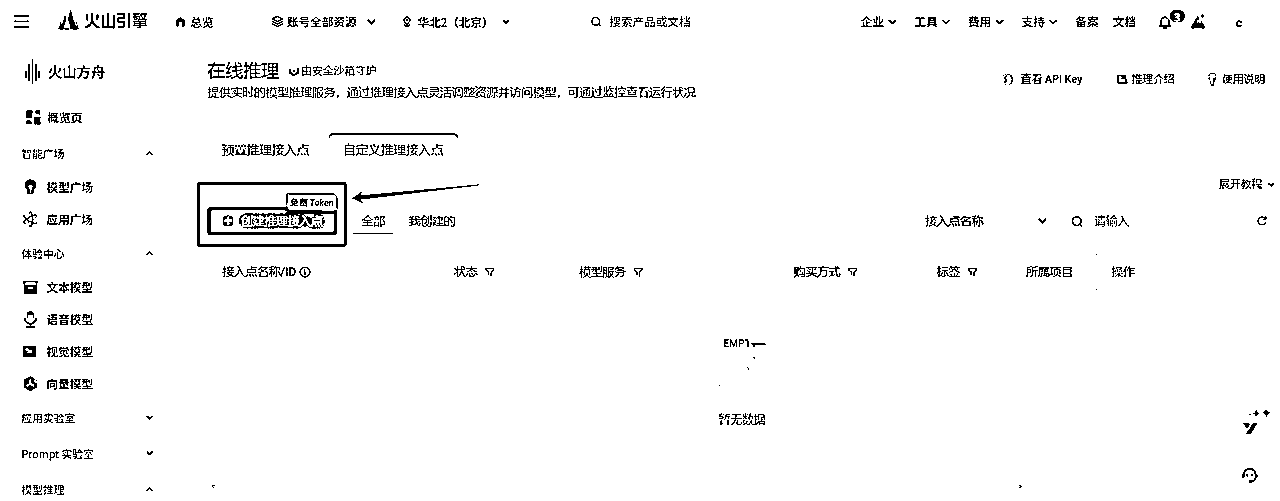 火山引擎 总览 账号全部资源 华北2（北京） 搜索产品或文档 企业 工具 费用 支持 备案 文档 3 c
火山方舟
在线推理 由安全沙箱守护
提供实时的模型推理服务，通过推理接入点灵活调整资源并访问模型，可通过监控查看运行状况
查看 API Key 推理介绍 使用说明
概览页
智能广场
模型广场
应用广场
体验中心
文本模型
语音模型
视觉模型
向量模型
应用实验室
Prompt 实验室
模型推理
预置推理接入点 自定义推理接入点
展开教程
免费 Token
创建推理接入点 全部 我创建的 接入点名称 请输入
接入点名称/ID 状态 模型服务 购买方式 标签 所属项目 操作
EMPT
暂无数据